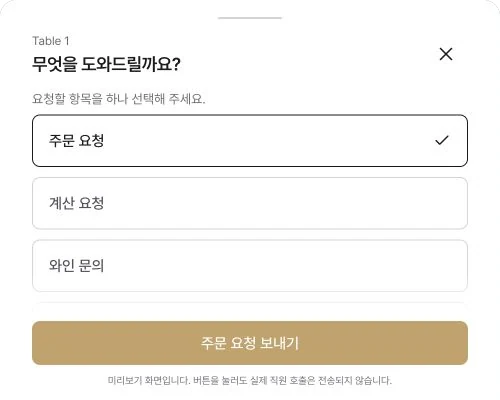 Table 1
무엇을 도와드릴까요?
요청할 항목을 하나 선택해 주세요.
주문 요청
계산 요청
와인 문의
주문 요청 보내기
미리보기 화면입니다. 버튼을 눌러도 실제 직원 호출은 전송되지 않습니다.